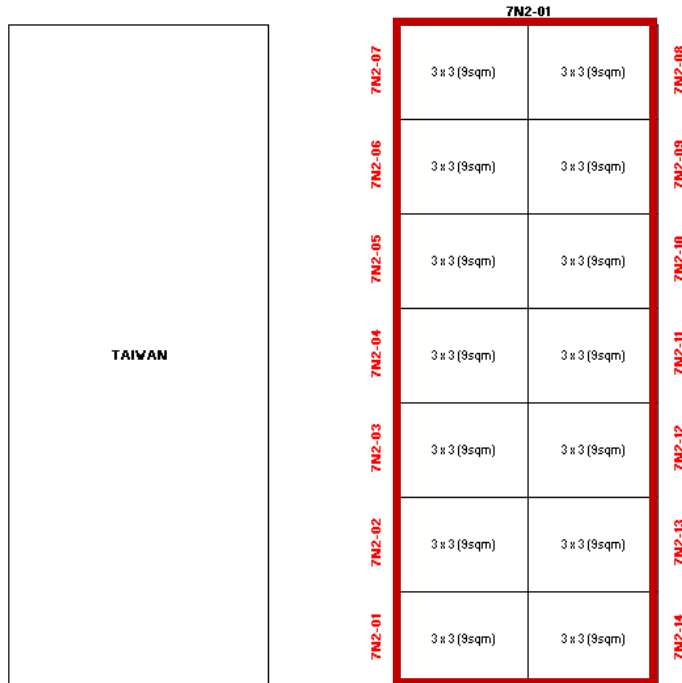 7N2-01
7N2-07
3 x 3 (9sqm)
3 x 3 (9sqm)
7N2-08
7N2-06
3 x 3 (9sqm)
3 x 3 (9sqm)
7N2-09
7N2-05
3 x 3 (9sqm)
3 x 3 (9sqm)
7N2-10
TAIWAN
7N2-04
3 x 3 (9sqm)
3 x 3 (9sqm)
7N2-11
7N2-03
3 x 3 (9sqm)
3 x 3 (9sqm)
7N2-12
7N2-02
3 x 3 (9sqm)
3 x 3 (9sqm)
7N2-13
7N2-01
3 x 3 (9sqm)
3 x 3 (9sqm)
7N2-14